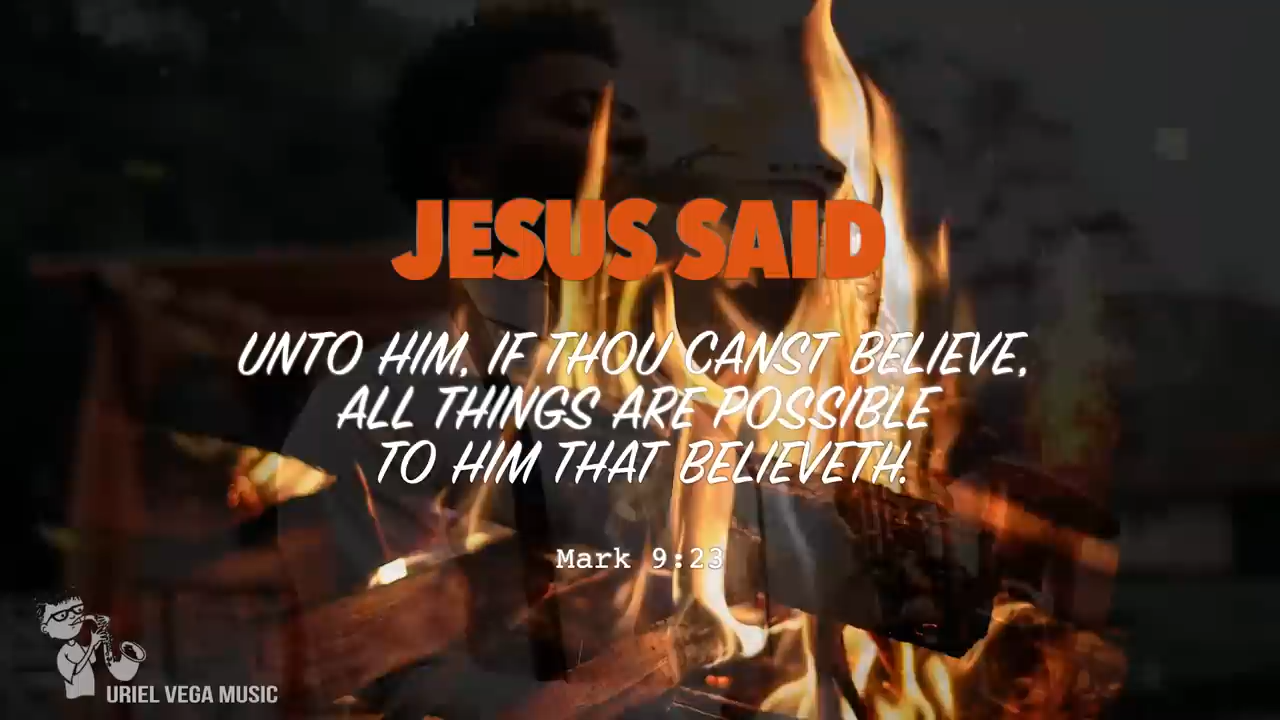 JESUS SAID
UNTO HIM, IF THOU CANST BELIEVE,
ALL THINGS ARE POSSIBLE
TO HIM THAT BELIEVETH.
Mark 9:23
URIEL VEGA MUSIC